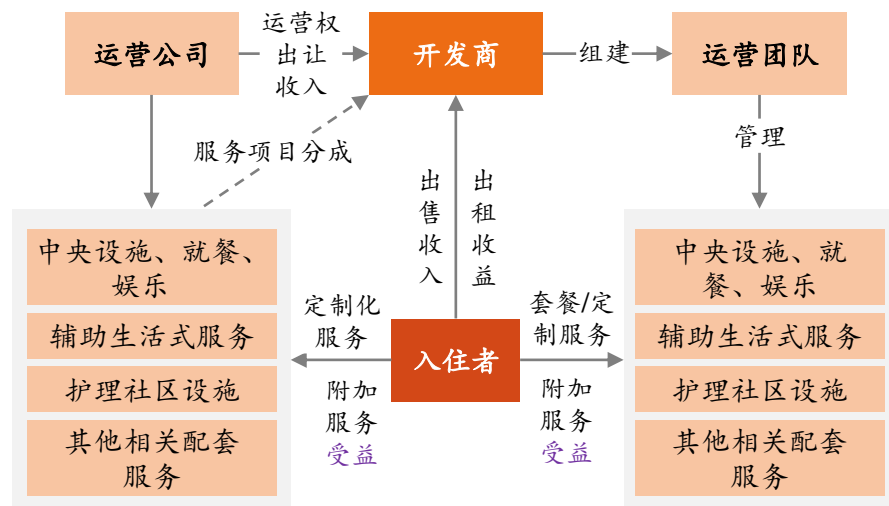 运营公司
运营权
出让
收入
开发商
组建
运营团队
服务项目分成
管理
出售收入
出租收益
中央设施、就餐、
娱乐
辅助生活式服务
护理社区设施
其他相关配套
服务
定制化
服务
附加
服务
受益
入住者
套餐/定
制服务
附加
服务
受益
中央设施、就
餐、娱乐
辅助生活式服务
护理社区设施
其他相关配套
服务